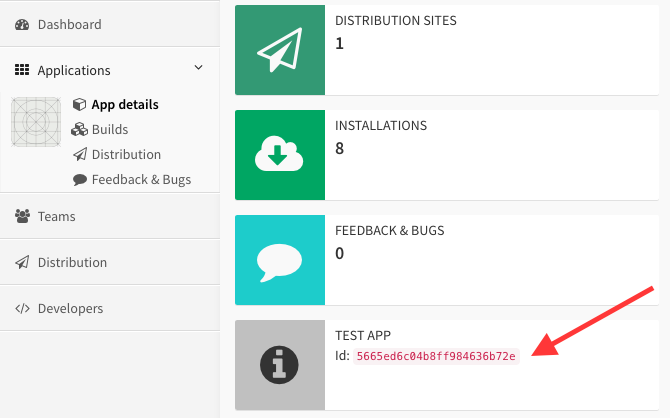 Dashboard
Applications
App details
Builds
Distribution
Feedback & Bugs
Teams
Distribution
Developers
DISTRIBUTION SITES
1
INSTALLATIONS
8
FEEDBACK & BUGS
0
TEST APP
Id: 5665ed6c04b8ff984636b72e